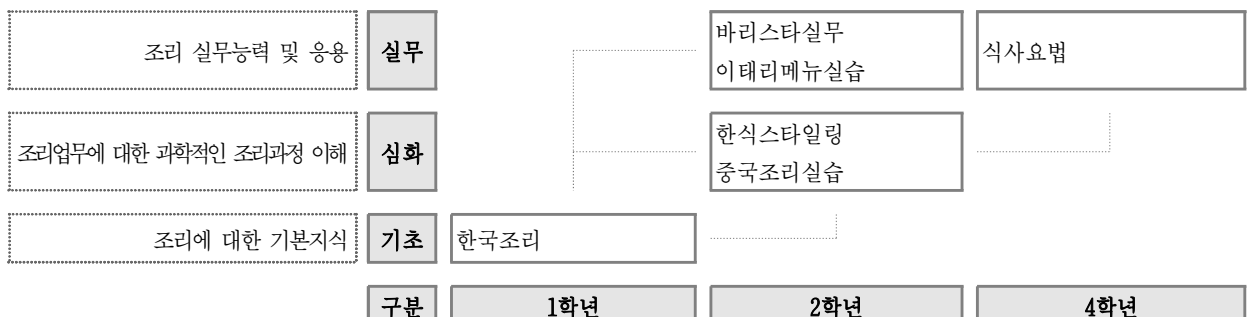 조리 실무능력 및 응용
실무
바리스타실무
이태리메뉴실습
식사요법
조리업무에 대한 과학적인 조리과정 이해
심화
한식스타일링
중국조리실습
조리에 대한 기본지식
기초
한국조리
구분
1학년
2학년
4학년